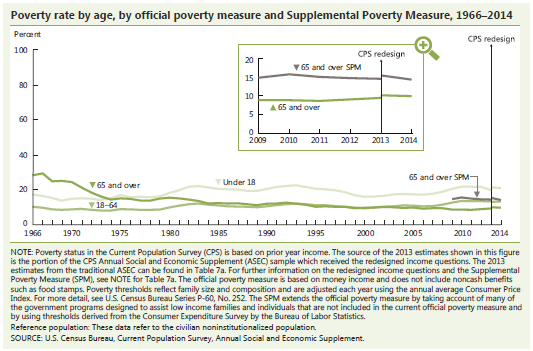 Poverty rate by age, by official poverty measure and Supplemental Poverty Measure, 1966–2014
Percent
CPS redesign
100
80
60
40
20
0
CPS redesign
20
15
10
5
0
65 and over SPM
65 and over
2009 2010 2011 2012 2013 2014
65 and over
Under 18
65 and over SPM
18–64
1966 1970 1975 1980 1985 1990 1995 2000 2005 2010 2014
NOTE: Poverty status in the Current Population Survey (CPS) is based on prior year income. The source of the 2013 estimates shown in this figure
is the portion of the CPS Annual Social and Economic Supplement (ASEC) sample which received the redesigned income questions. The 2013
estimates from the traditional ASEC can be found in Table 7a. For further information on the redesigned income questions and the Supplemental
Poverty Measure (SPM), see NOTE for Table 7a. The official poverty measure is based on money income and does not include noncash benefits
such as food stamps. Poverty thresholds reflect family size and composition and are adjusted each year using the annual average Consumer Price
Index. For more detail, see U.S. Census Bureau Series P-60, No. 252. The SPM extends the official poverty measure by taking account of many of
the government programs designed to assist low income families and individuals that are not included in the current official poverty measure and
by using thresholds derived from the Consumer Expenditure Survey by the Bureau of Labor Statistics.
Reference population: These data refer to the civilian noninstitutionalized population.
SOURCE: U.S. Census Bureau, Current Population Survey, Annual Social and Economic Supplement.